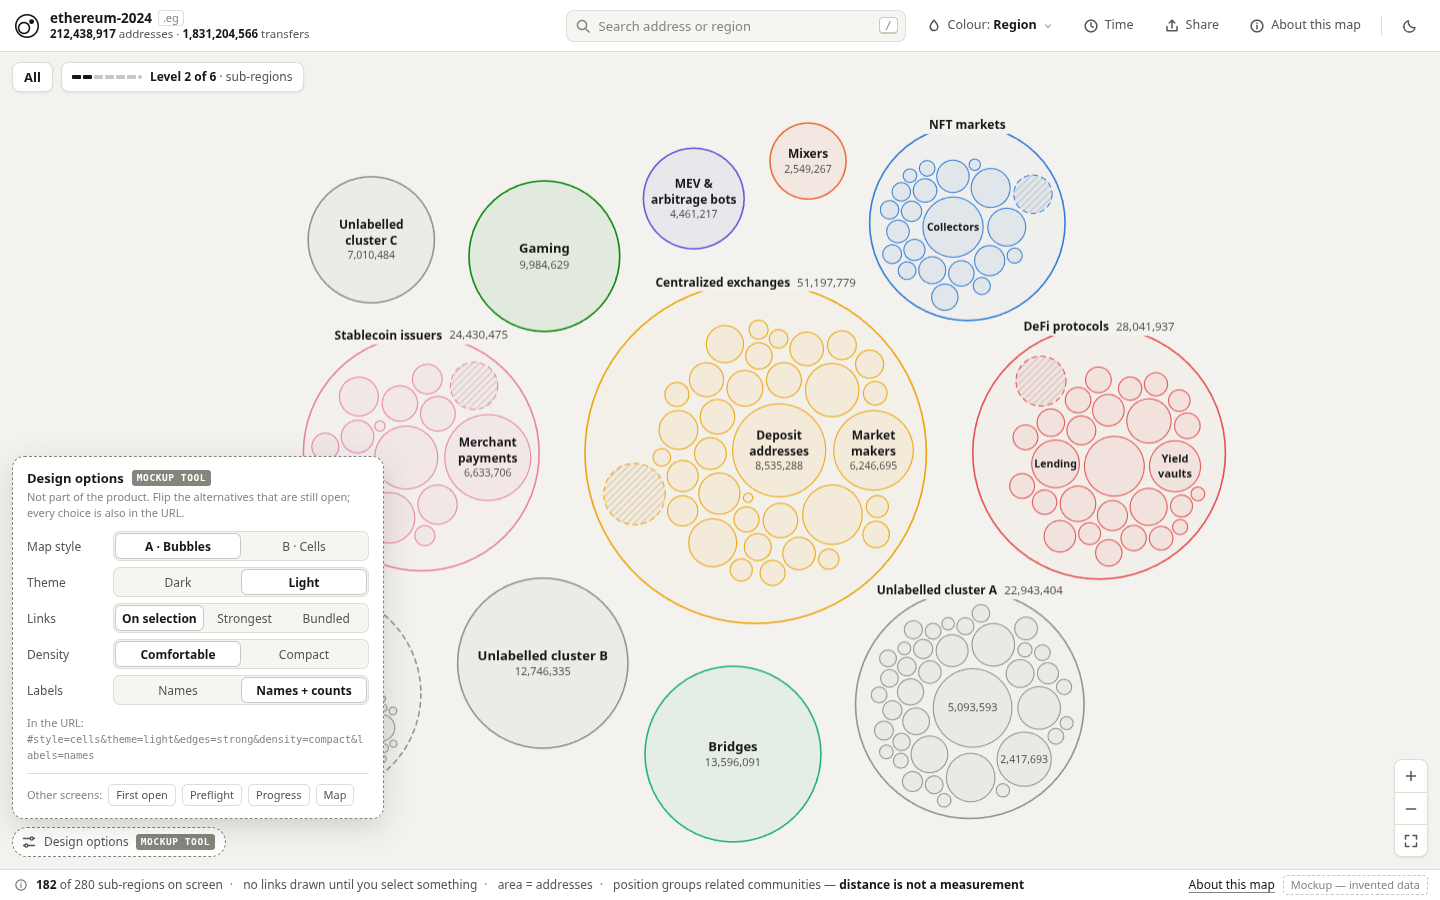 ethereum-2024 .eg
212,438,917 addresses · 1,831,204,566 transfers
Search address or region /
Colour: Region
Time
Share
About this map
All
Level 2 of 6 · sub-regions
NFT markets
Mixers
2,549,267
MEV &
arbitrage bots
4,461,217
Unlabelled
cluster C
7,010,484
Gaming
9,984,629
Collectors
Centralized exchanges 51,197,779
Stablecoin issuers 24,430,475
DeFi protocols 28,041,937
Merchant
payments
6,633,706
Deposit
addresses
8,535,288
Market
makers
6,246,695
Lending
Yield
vaults
Unlabelled cluster A 22,943,404
Unlabelled cluster B
12,746,335
5,093,593
2,417,693
Bridges
13,596,091
Design options MOCKUP TOOL
Not part of the product. Flip the alternatives that are still open;
every choice is also in the URL.
Map style A · Bubbles B · Cells
Theme Dark Light
Links On selection Strongest Bundled
Density Comfortable Compact
Labels Names Names + counts
In the URL:
#style=cells&theme=light&edges=strong&density=compact&l
abels=names
Other screens: First open Preflight Progress Map
Design options MOCKUP TOOL
182 of 280 sub-regions on screen · no links drawn until you select something · area = addresses · position groups related communities — distance is not a measurement
About this map
Mockup — invented data